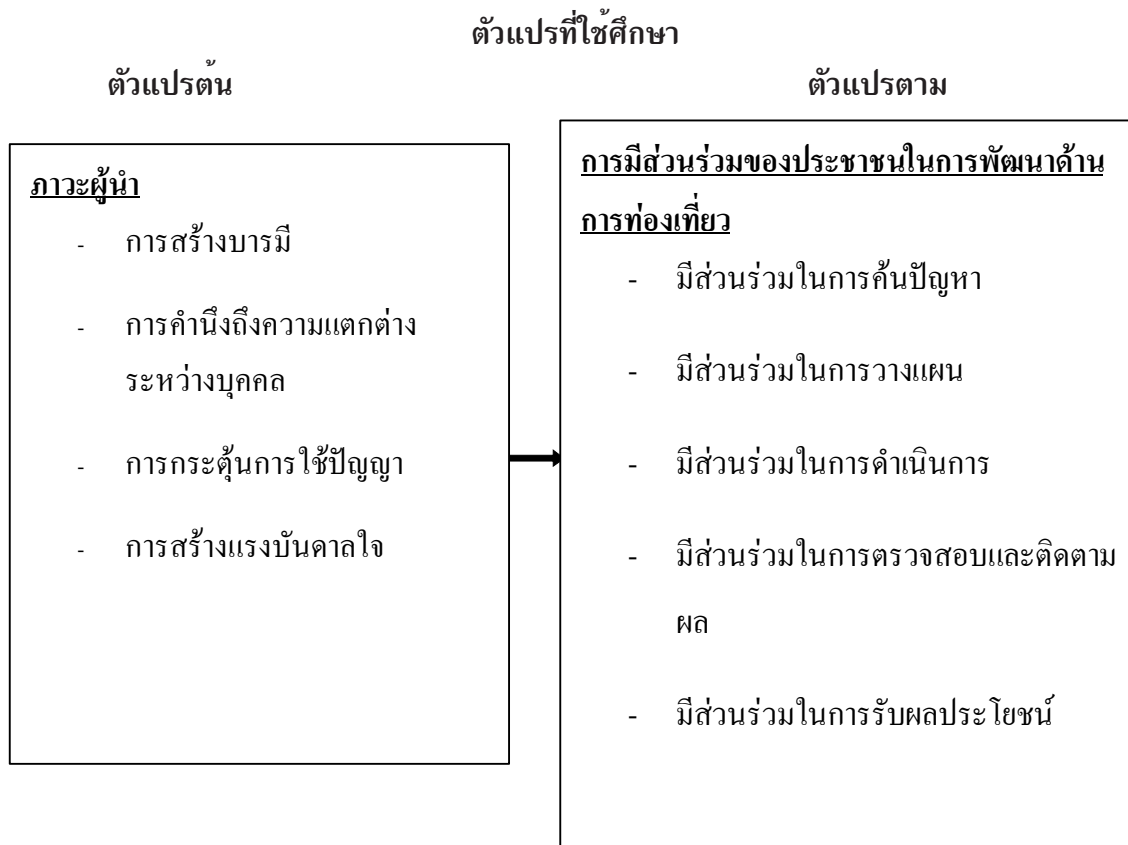 ตัวแปรที่ใช้ศึกษา
ตัวแปรต้น
ตัวแปรตาม
ภาวะผู้นำ
- การสร้างบารมี
- การคำนึงถึงความแตกต่าง
ระหว่างบุคคล
- การกระตุ้นการใช้ปัญญา
- การสร้างแรงบันดาลใจ
การมีส่วนร่วมของประชาชนในการพัฒนาด้าน
การท่องเที่ยว
- มีส่วนร่วมในการค้นปัญหา
- มีส่วนร่วมในการวางแผน
- มีส่วนร่วมในการดำเนินการ
- มีส่วนร่วมในการตรวจสอบและติดตาม
ผล
- มีส่วนร่วมในการรับผลประโยชน์